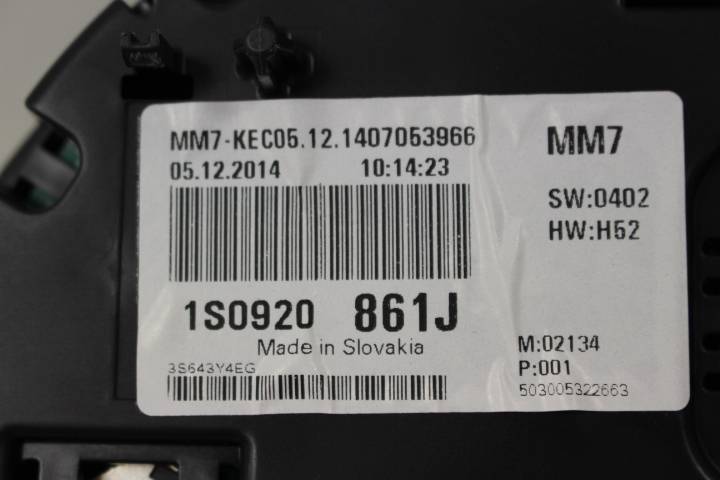 MM7-KEC05.12.1407053966
MM7
05.12.2014 10:14:23
SW:0402
HW:H52
1S0920 861J
Made in Slovakia
3S643Y4EG
M:02134
P:001
503005322663